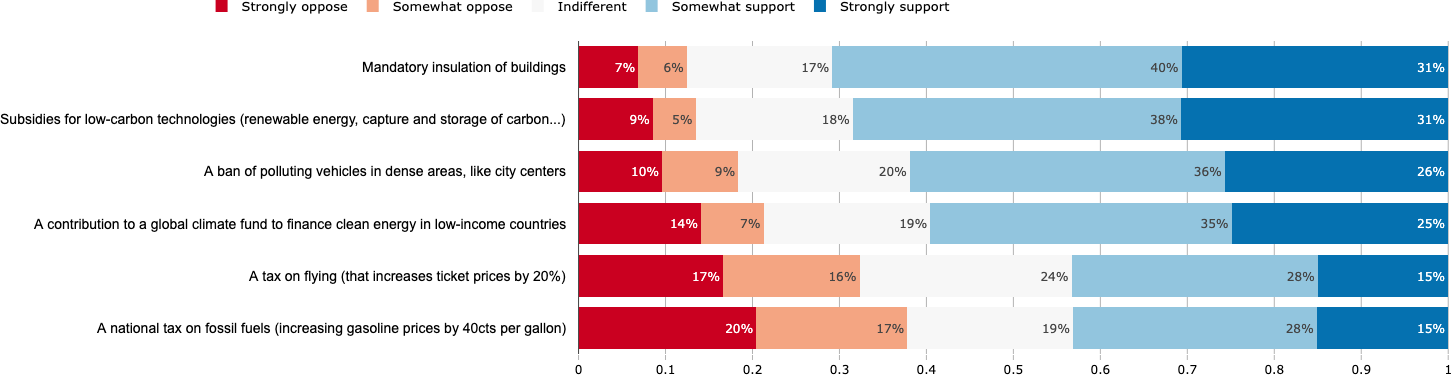 Strongly oppose Somewhat oppose Indifferent Somewhat support Strongly support
Mandatory insulation of buildings 7% 6% 17% 40% 31%
Subsidies for low-carbon technologies (renewable energy, capture and storage of carbon...) 9% 5% 18% 38% 31%
A ban of polluting vehicles in dense areas, like city centers 10% 9% 20% 36% 26%
A contribution to a global climate fund to finance clean energy in low-income countries 14% 7% 19% 35% 25%
A tax on flying (that increases ticket prices by 20%) 17% 16% 24% 28% 15%
A national tax on fossil fuels (increasing gasoline prices by 40cts per gallon) 20% 17% 19% 28% 15%
0 0.1 0.2 0.3 0.4 0.5 0.6 0.7 0.8 0.9 1